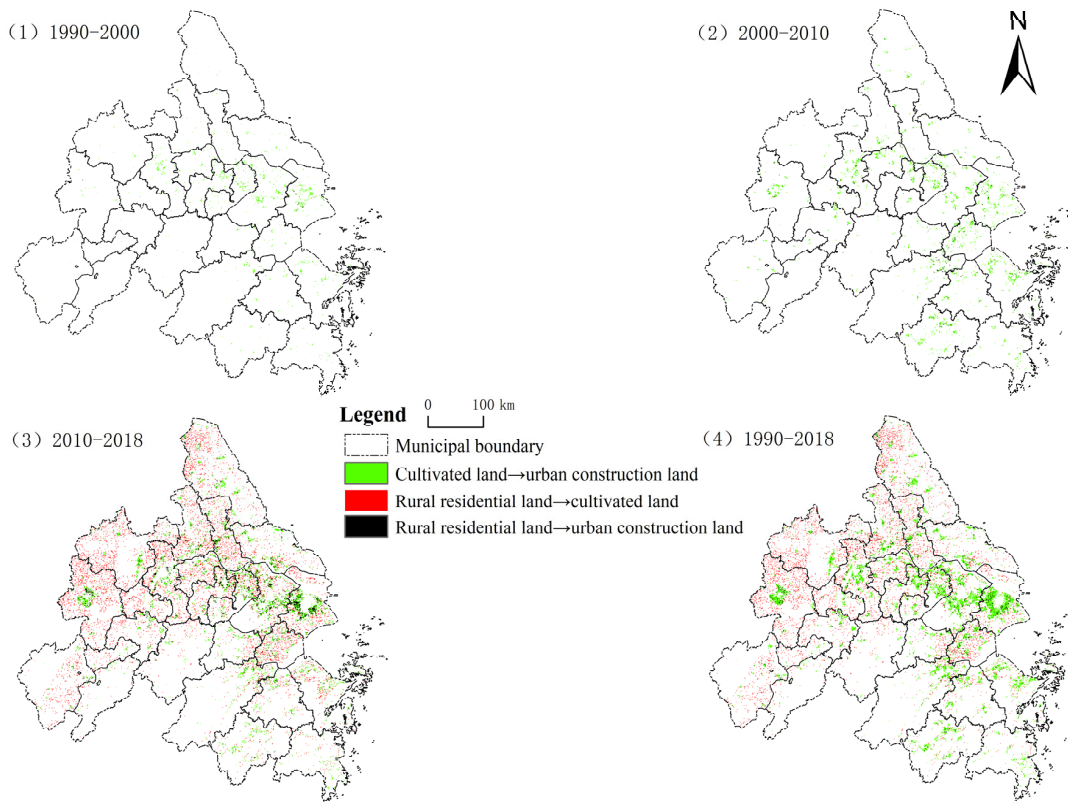 (1) 1990-2000
(2) 2000-2010
N
Legend
0 100 km
Municipal boundary
Cultivated land→urban construction land
Rural residential land→cultivated land
Rural residential land→urban construction land
(3) 2010-2018
(4) 1990-2018